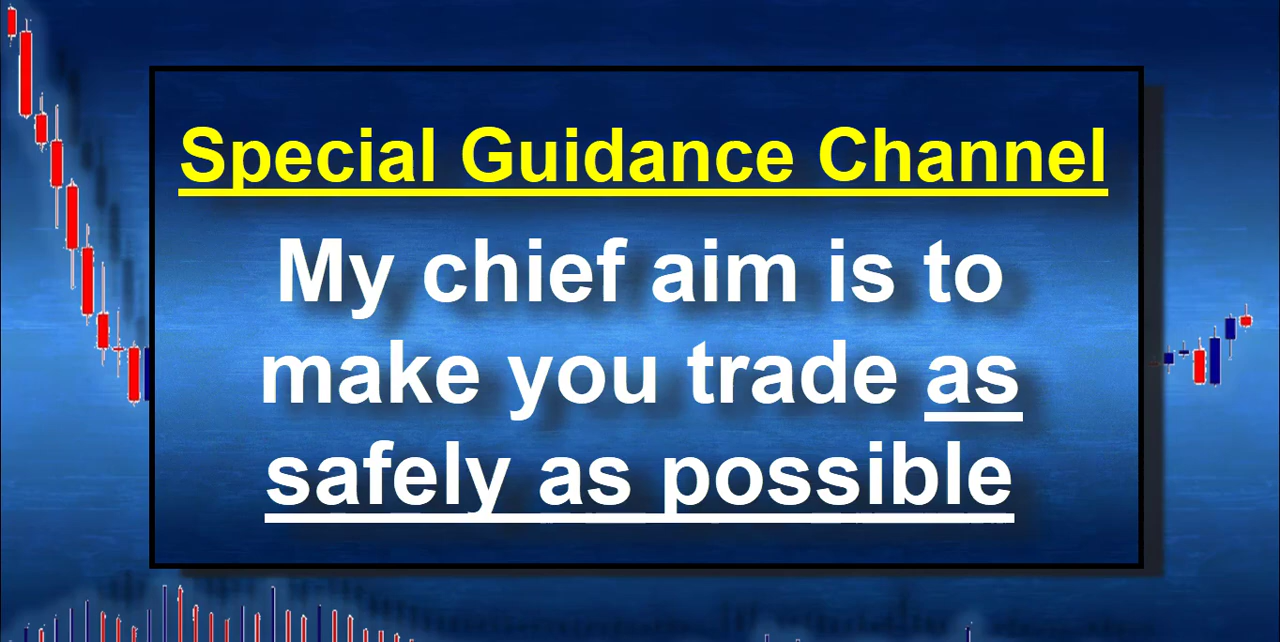 Special Guidance Channel
My chief aim is to
make you trade as
safely as possible